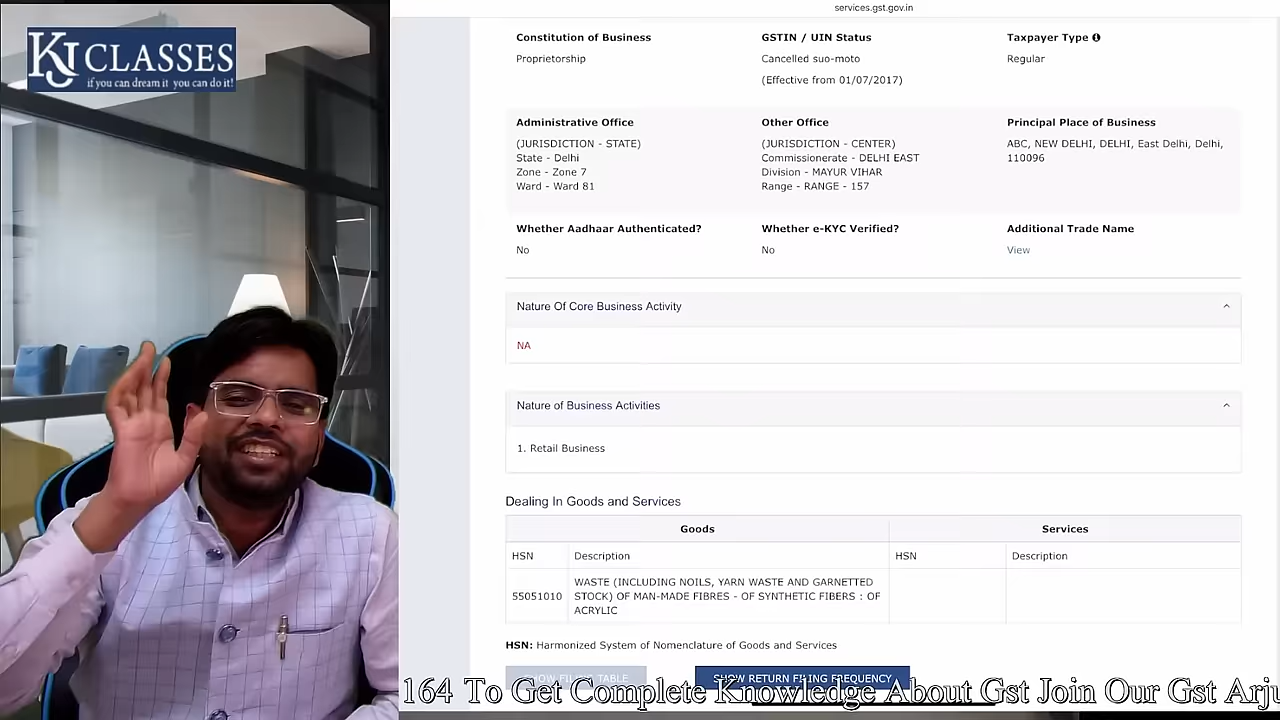 KJ CLASSES
if you can dream it you can do it!
services.gst.gov.in
Constitution of Business
GSTIN / UIN Status
Taxpayer Type
Proprietorship
Cancelled suo-moto
Regular
(Effective from 01/07/2017)
Administrative Office
Other Office
Principal Place of Business
(JURISDICTION - STATE)
(JURISDICTION - CENTER)
ABC, NEW DELHI, DELHI, East Delhi, Delhi,
State - Delhi
Commissionerate - DELHI EAST
110096
Zone - Zone 7
Division - MAYUR VIHAR
Ward - Ward 81
Range - RANGE - 157
Whether Aadhaar Authenticated?
Whether e-KYC Verified?
Additional Trade Name
No
No
View
Nature Of Core Business Activity
NA
Nature of Business Activities
1. Retail Business
Dealing In Goods and Services
Goods
Services
HSN
Description
HSN
Description
55051010
WASTE (INCLUDING NOILS, YARN WASTE AND GARNETTED
STOCK) OF MAN-MADE FIBRES - OF SYNTHETIC FIBERS : OF
ACRYLIC
HSN: Harmonized System of Nomenclature of Goods and Services
SHOW RETURN FILING FREQUENCY
164 To Get Complete Knowledge About Gst Join Our Gst Arju